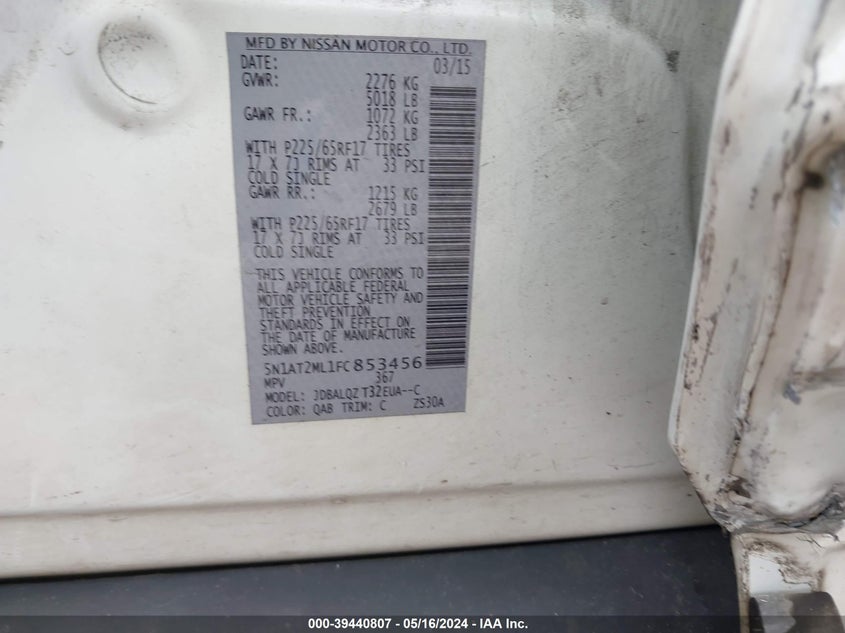 MFD BY NISSAN MOTOR CO., LTD.
DATE: 03/15
GVWR: 2276 KG
5018 LB
GAWR FR.: 1072 KG
2363 LB
WITH P225/65RF17 TIRES
17 X 7J RIMS AT 33 PSI
COLD SINGLE
GAWR RR.: 1215 KG
2679 LB
WITH P225/65RF17 TIRES
17 X 7J RIMS AT 33 PSI
COLD SINGLE
THIS VEHICLE CONFORMS TO
ALL APPLICABLE FEDERAL
MOTOR VEHICLE SAFETY AND
THEFT PREVENTION
STANDARDS IN EFFECT ON
THE DATE OF MANUFACTURE
SHOWN ABOVE.
5N1AT2ML1FC853456
MPV 367
MODEL: JDBALQZ T32EUA--C
COLOR: QAB TRIM: C ZS30A
000-39440807 - 05/16/2024 - IAA Inc.